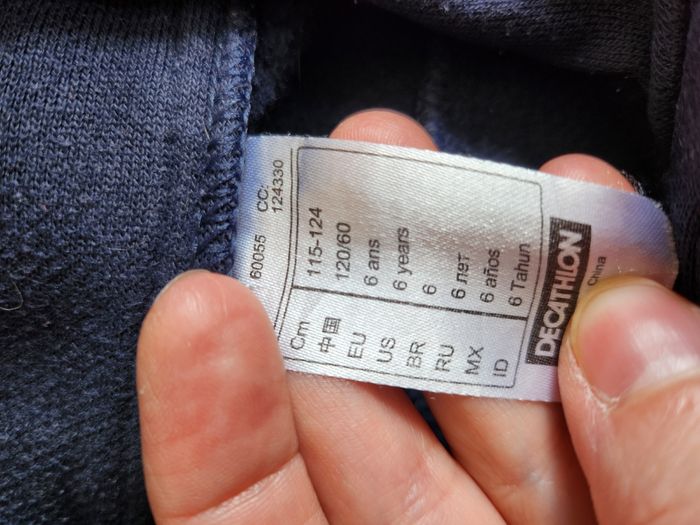 60055 CC:
124330
Cm 115-124
中国 120/60
EU 6 ans
US 6 years
BR 6
RU 6 лет
MX 6 años
ID 6 Tahun
DECATHLON
China